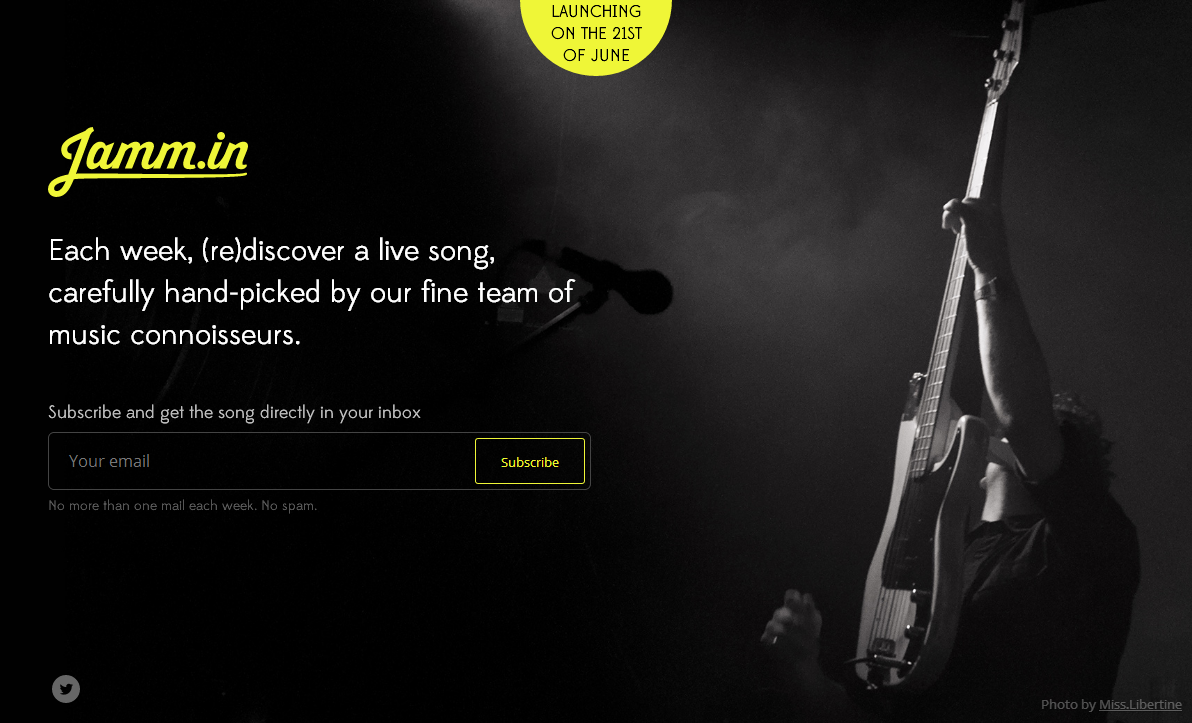 LAUNCHING
ON THE 21ST
OF JUNE
Jamm.in
Each week, (re)discover a live song,
carefully hand-picked by our fine team of
music connoisseurs.
Subscribe and get the song directly in your inbox
Your email
Subscribe
No more than one mail each week. No spam.
Photo by Miss.Libertine